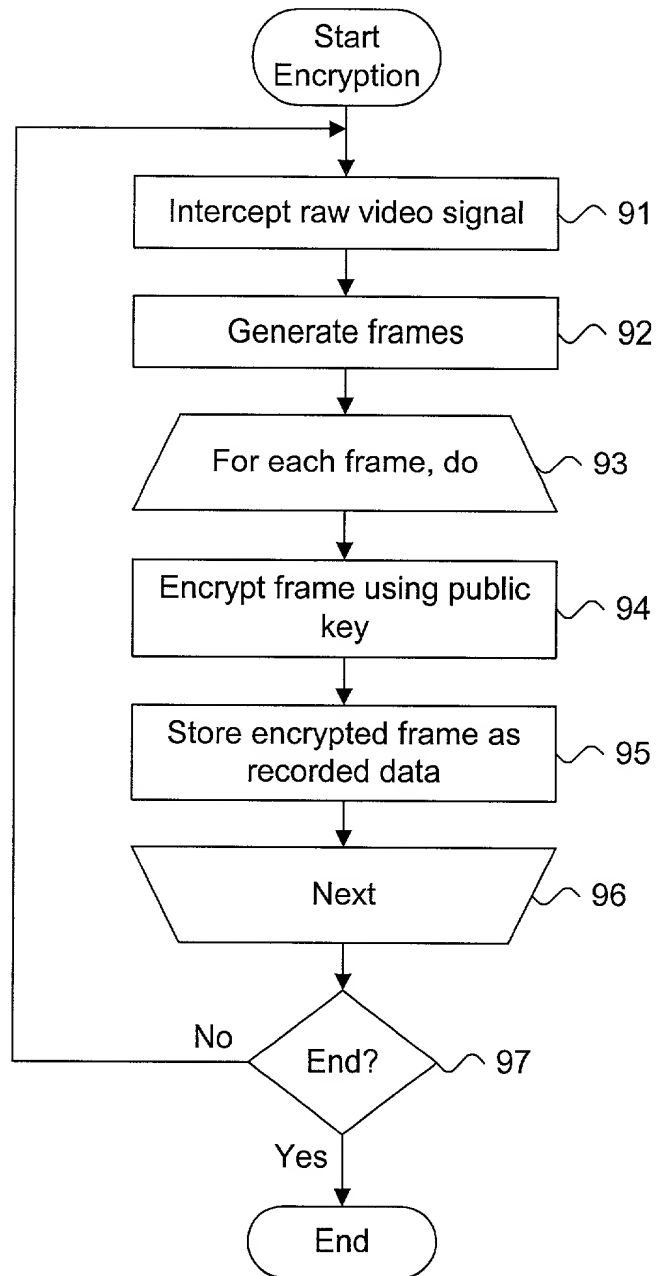 Start
Encryption
Intercept raw video signal
91
Generate frames
92
For each frame, do
93
Encrypt frame using public
key
94
Store encrypted frame as
recorded data
95
Next
96
No
End?
97
Yes
End